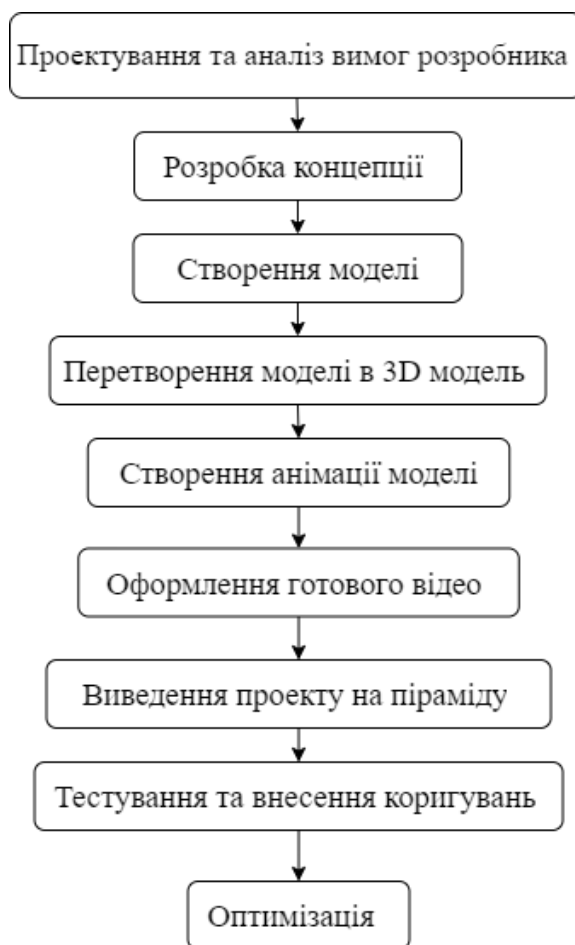 Проектування та аналіз вимог розробника
Розробка концепції
Створення моделі
Перетворення моделі в 3D модель
Створення анімації моделі
Оформлення готового відео
Виведення проекту на піраміду
Тестування та внесення коригувань
Оптимізація